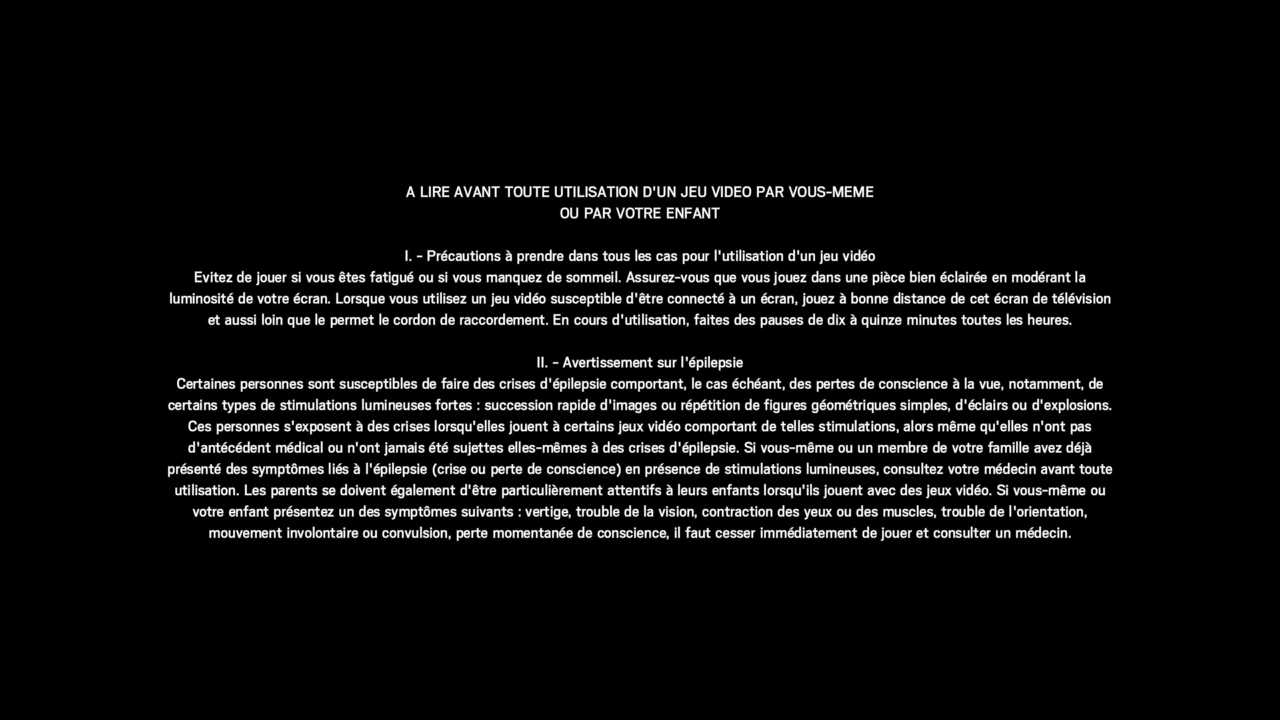 A LIRE AVANT TOUTE UTILISATION D'UN JEU VIDEO PAR VOUS-MEME
OU PAR VOTRE ENFANT
I. - Précautions à prendre dans tous les cas pour l'utilisation d'un jeu vidéo
Evitez de jouer si vous êtes fatigué ou si vous manquez de sommeil. Assurez-vous que vous jouez dans une pièce bien éclairée en modérant la
luminosité de votre écran. Lorsque vous utilisez un jeu vidéo susceptible d'être connecté à un écran, jouez à bonne distance de cet écran de télévision
et aussi loin que le permet le cordon de raccordement. En cours d'utilisation, faites des pauses de dix à quinze minutes toutes les heures.
II. - Avertissement sur l'épilepsie
Certaines personnes sont susceptibles de faire des crises d'épilepsie comportant, le cas échéant, des pertes de conscience à la vue, notamment, de
certains types de stimulations lumineuses fortes : succession rapide d'images ou répétition de figures géométriques simples, d'éclairs ou d'explosions.
Ces personnes s'exposent à des crises lorsqu'elles jouent à certains jeux vidéo comportant de telles stimulations, alors même qu'elles n'ont pas
d'antécédent médical ou n'ont jamais été sujettes elles-mêmes à des crises d'épilepsie. Si vous-même ou un membre de votre famille avez déjà
présenté des symptômes liés à l'épilepsie (crise ou perte de conscience) en présence de stimulations lumineuses, consultez votre médecin avant toute
utilisation. Les parents se doivent également d'être particulièrement attentifs à leurs enfants lorsqu'ils jouent avec des jeux vidéo. Si vous-même ou
votre enfant présentez un des symptômes suivants : vertige, trouble de la vision, contraction des yeux ou des muscles, trouble de l'orientation,
mouvement involontaire ou convulsion, perte momentanée de conscience, il faut cesser immédiatement de jouer et consulter un médecin.